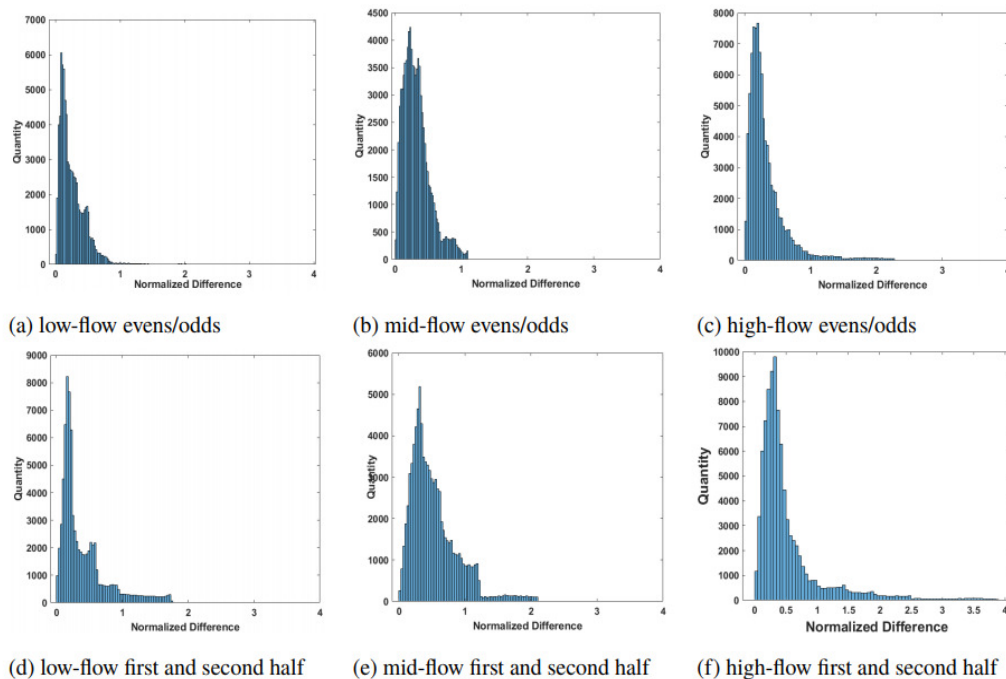 7000
6000
5000
4000
3000
2000
1000
0
Quantity
0 1 2 3 4
Normalized Difference
(a) low-flow evens/odds
4500
4000
3500
3000
2500
2000
1500
1000
500
0
Quantity
0 1 2 3 4
Normalized Difference
(b) mid-flow evens/odds
8000
7000
6000
5000
4000
3000
2000
1000
0
Quantity
0 1 2 3 4
Normalized Difference
(c) high-flow evens/odds
9000
8000
7000
6000
5000
4000
3000
2000
1000
0
Quantity
0 1 2 3 4
Normalized Difference
(d) low-flow first and second half
6000
5000
4000
3000
2000
1000
0
Quantity
0 1 2 3 4
Normalized Difference
(e) mid-flow first and second half
10000
9000
8000
7000
6000
5000
4000
3000
2000
1000
0
Quantity
0 0.5 1 1.5 2 2.5 3 3.5 4
Normalized Difference
(f) high-flow first and second half